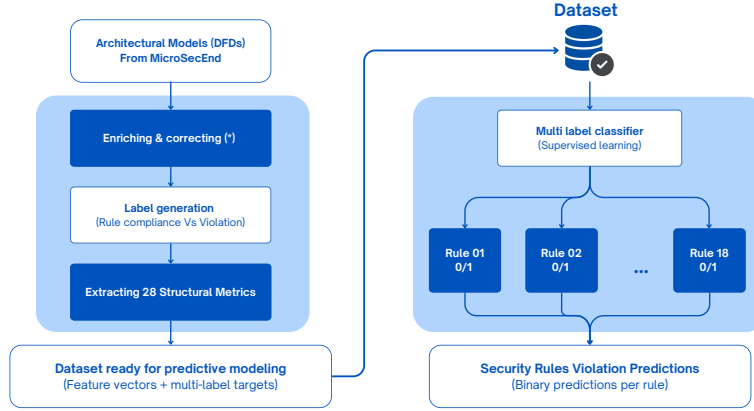 Architectural Models (DFDs)
From MicroSecEnd
Enriching & correcting (*)
Label generation
(Rule compliance Vs Violation)
Extracting 28 Structural Metrics
Dataset ready for predictive modeling
(Feature vectors + multi-label targets)
Dataset
Multi label classifier
(Supervised learning)
Rule 01
0/1
Rule 02
0/1
...
Rule 18
0/1
Security Rules Violation Predictions
(Binary predictions per rule)